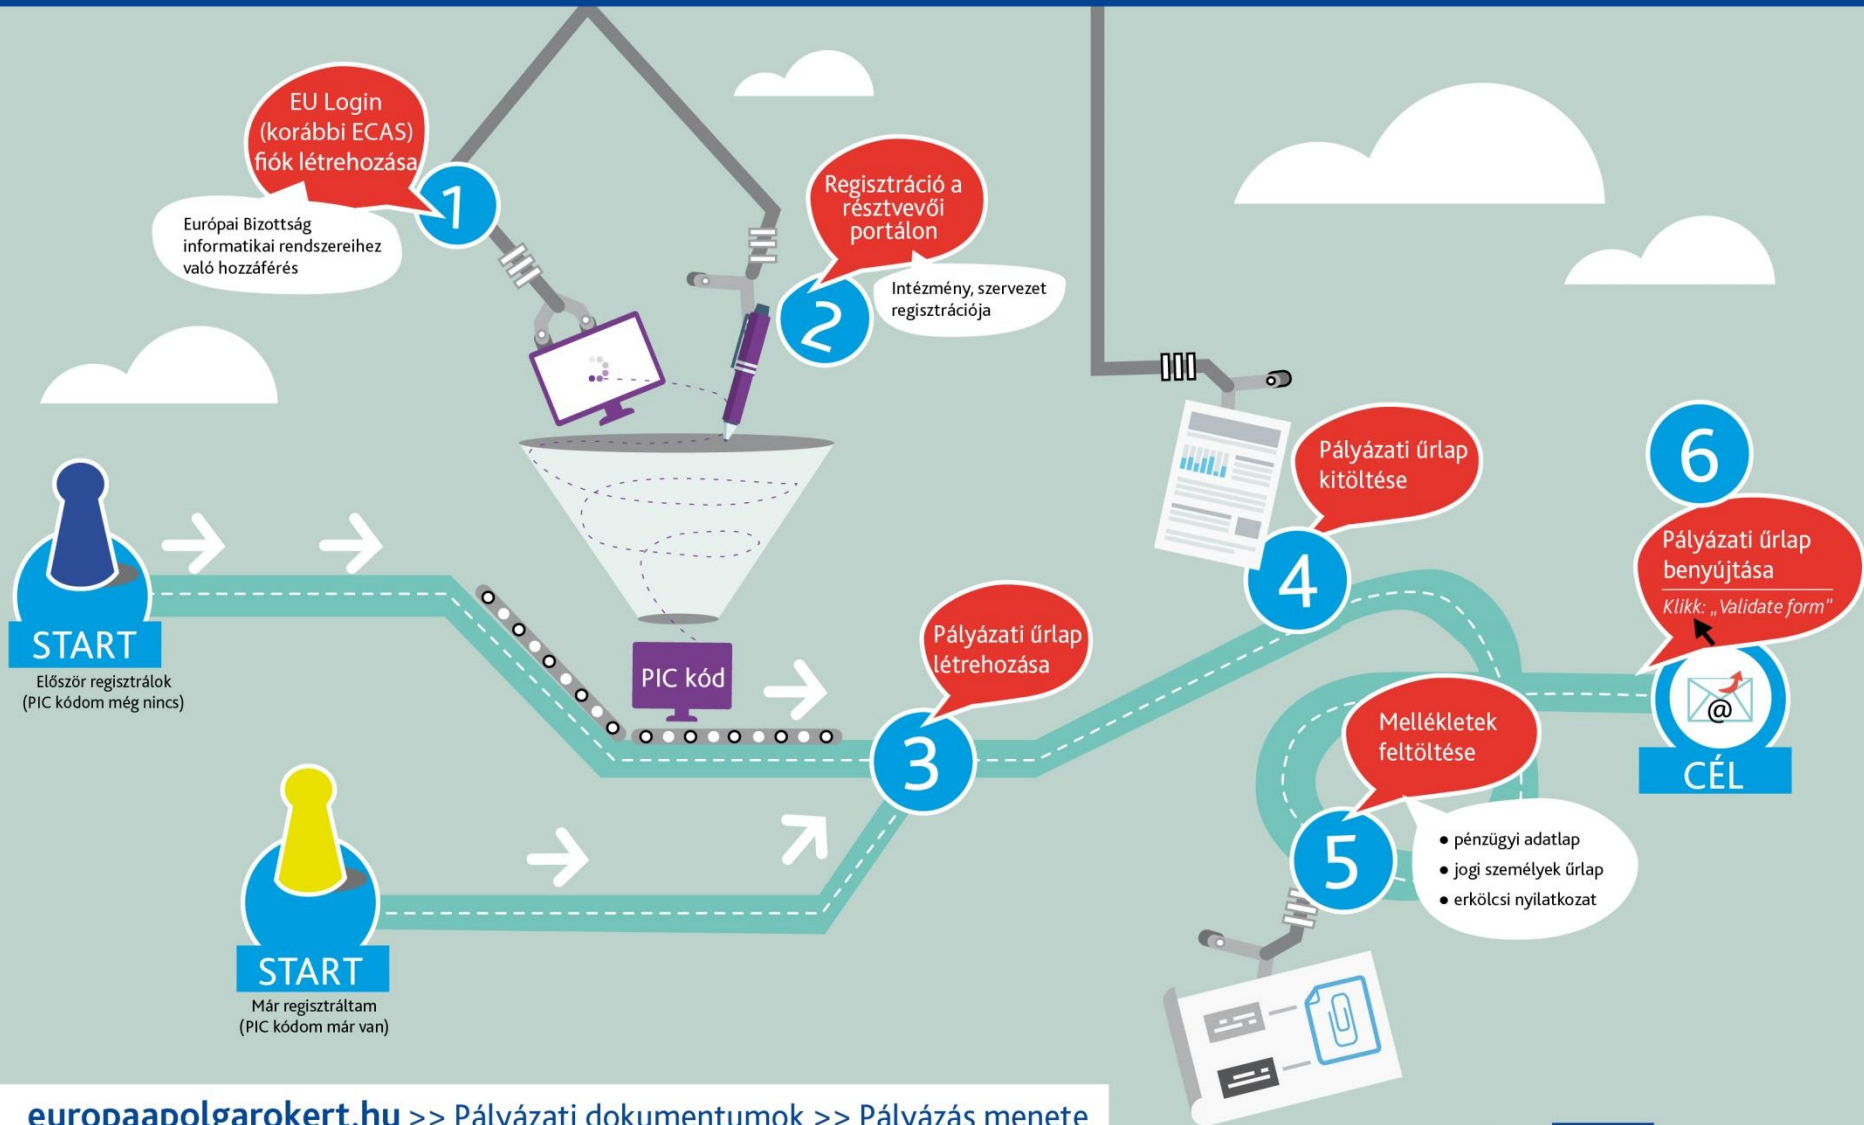 EU Login
(korábbi ECAS)
fiók létrehozása
1
Európai Bizottság
informatikai rendszereihez
való hozzáférés
Regisztráció a
résztvevői
portálon
2
Intézmény, szervezet
regisztrációja
START
Először regisztrálok
(PIC kódom még nincs)
PIC kód
START
Már regisztráltam
(PIC kódom már van)
Pályázati űrlap
létrehozása
3
Pályázati űrlap
kitöltése
4
Mellékletek
feltöltése
5
• pénzügyi adatlap
• jogi személyek űrlap
• erkölcsi nyilatkozat
6
Pályázati űrlap
benyújtása
Klikk: „Validate form”
@
CÉL
europaapolgarokert.hu >> Pályázati dokumentumok >> Pályázás menete